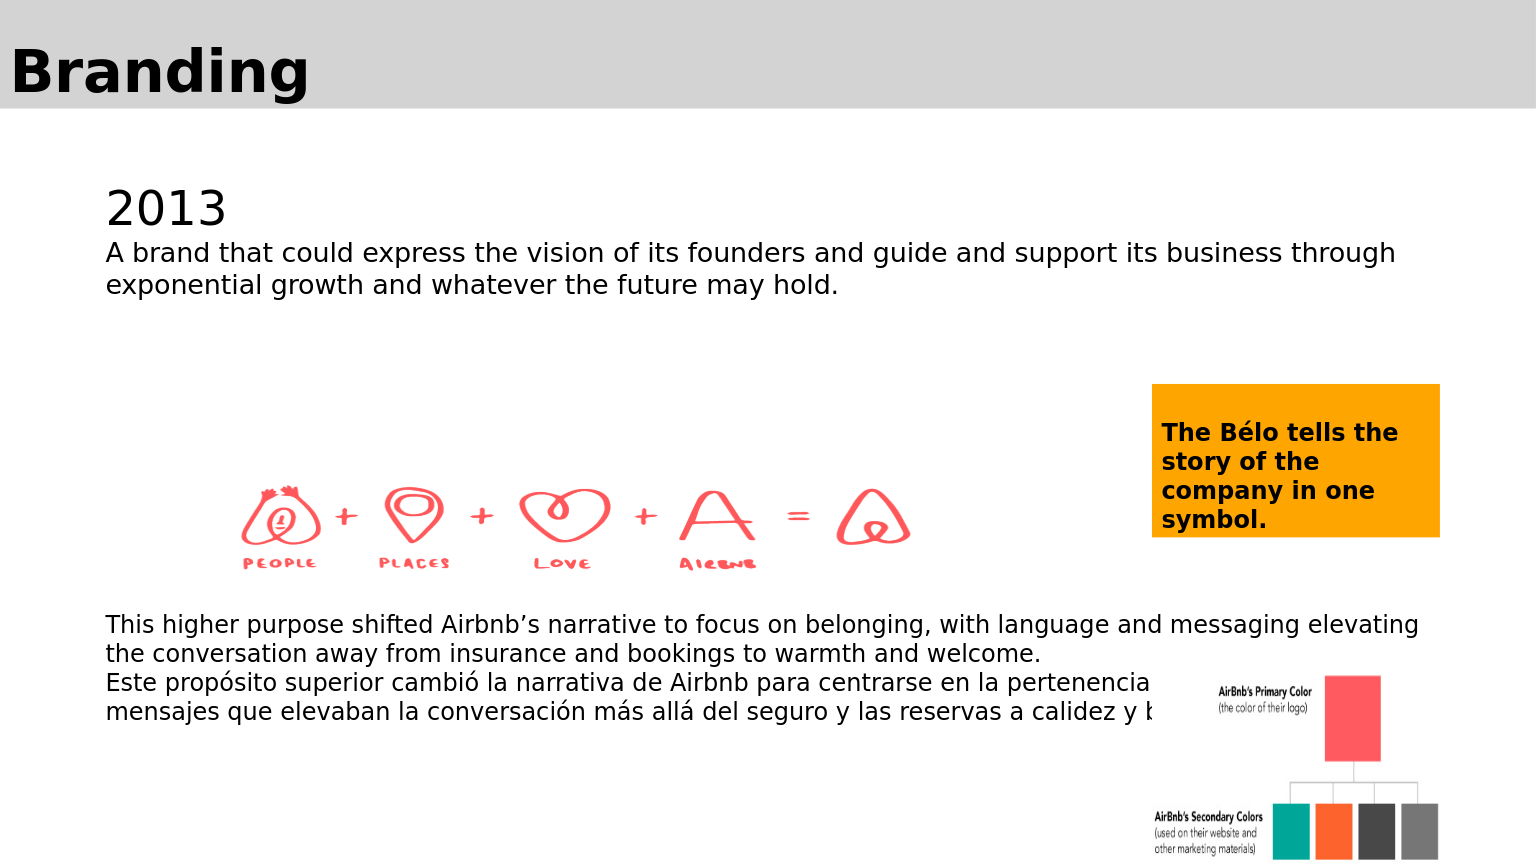 Branding
2013
A brand that could express the vision of its founders and guide and support its business through
exponential growth and whatever the future may hold.
The Bélo tells the
story of the
company in one
symbol.
+ + + =
PEOPLE PLACES LOVE AIRBNB
This higher purpose shifted Airbnb’s narrative to focus on belonging, with language and messaging elevating
the conversation away from insurance and bookings to warmth and welcome.
Este propósito superior cambió la narrativa de Airbnb para centrarse en la pertenencia
mensajes que elevaban la conversación más allá del seguro y las reservas a calidez y
AirBnb's Primary Color
(the color of their logo)
AirBnb's Secondary Colors
(used on their website and
other marketing materials)